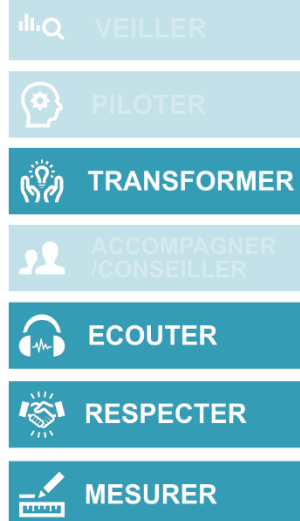 VEILLER
PILOTER
TRANSFORMER
ACCOMPAGNER
/CONSEILLER
ECOUTER
RESPECTER
MESURER